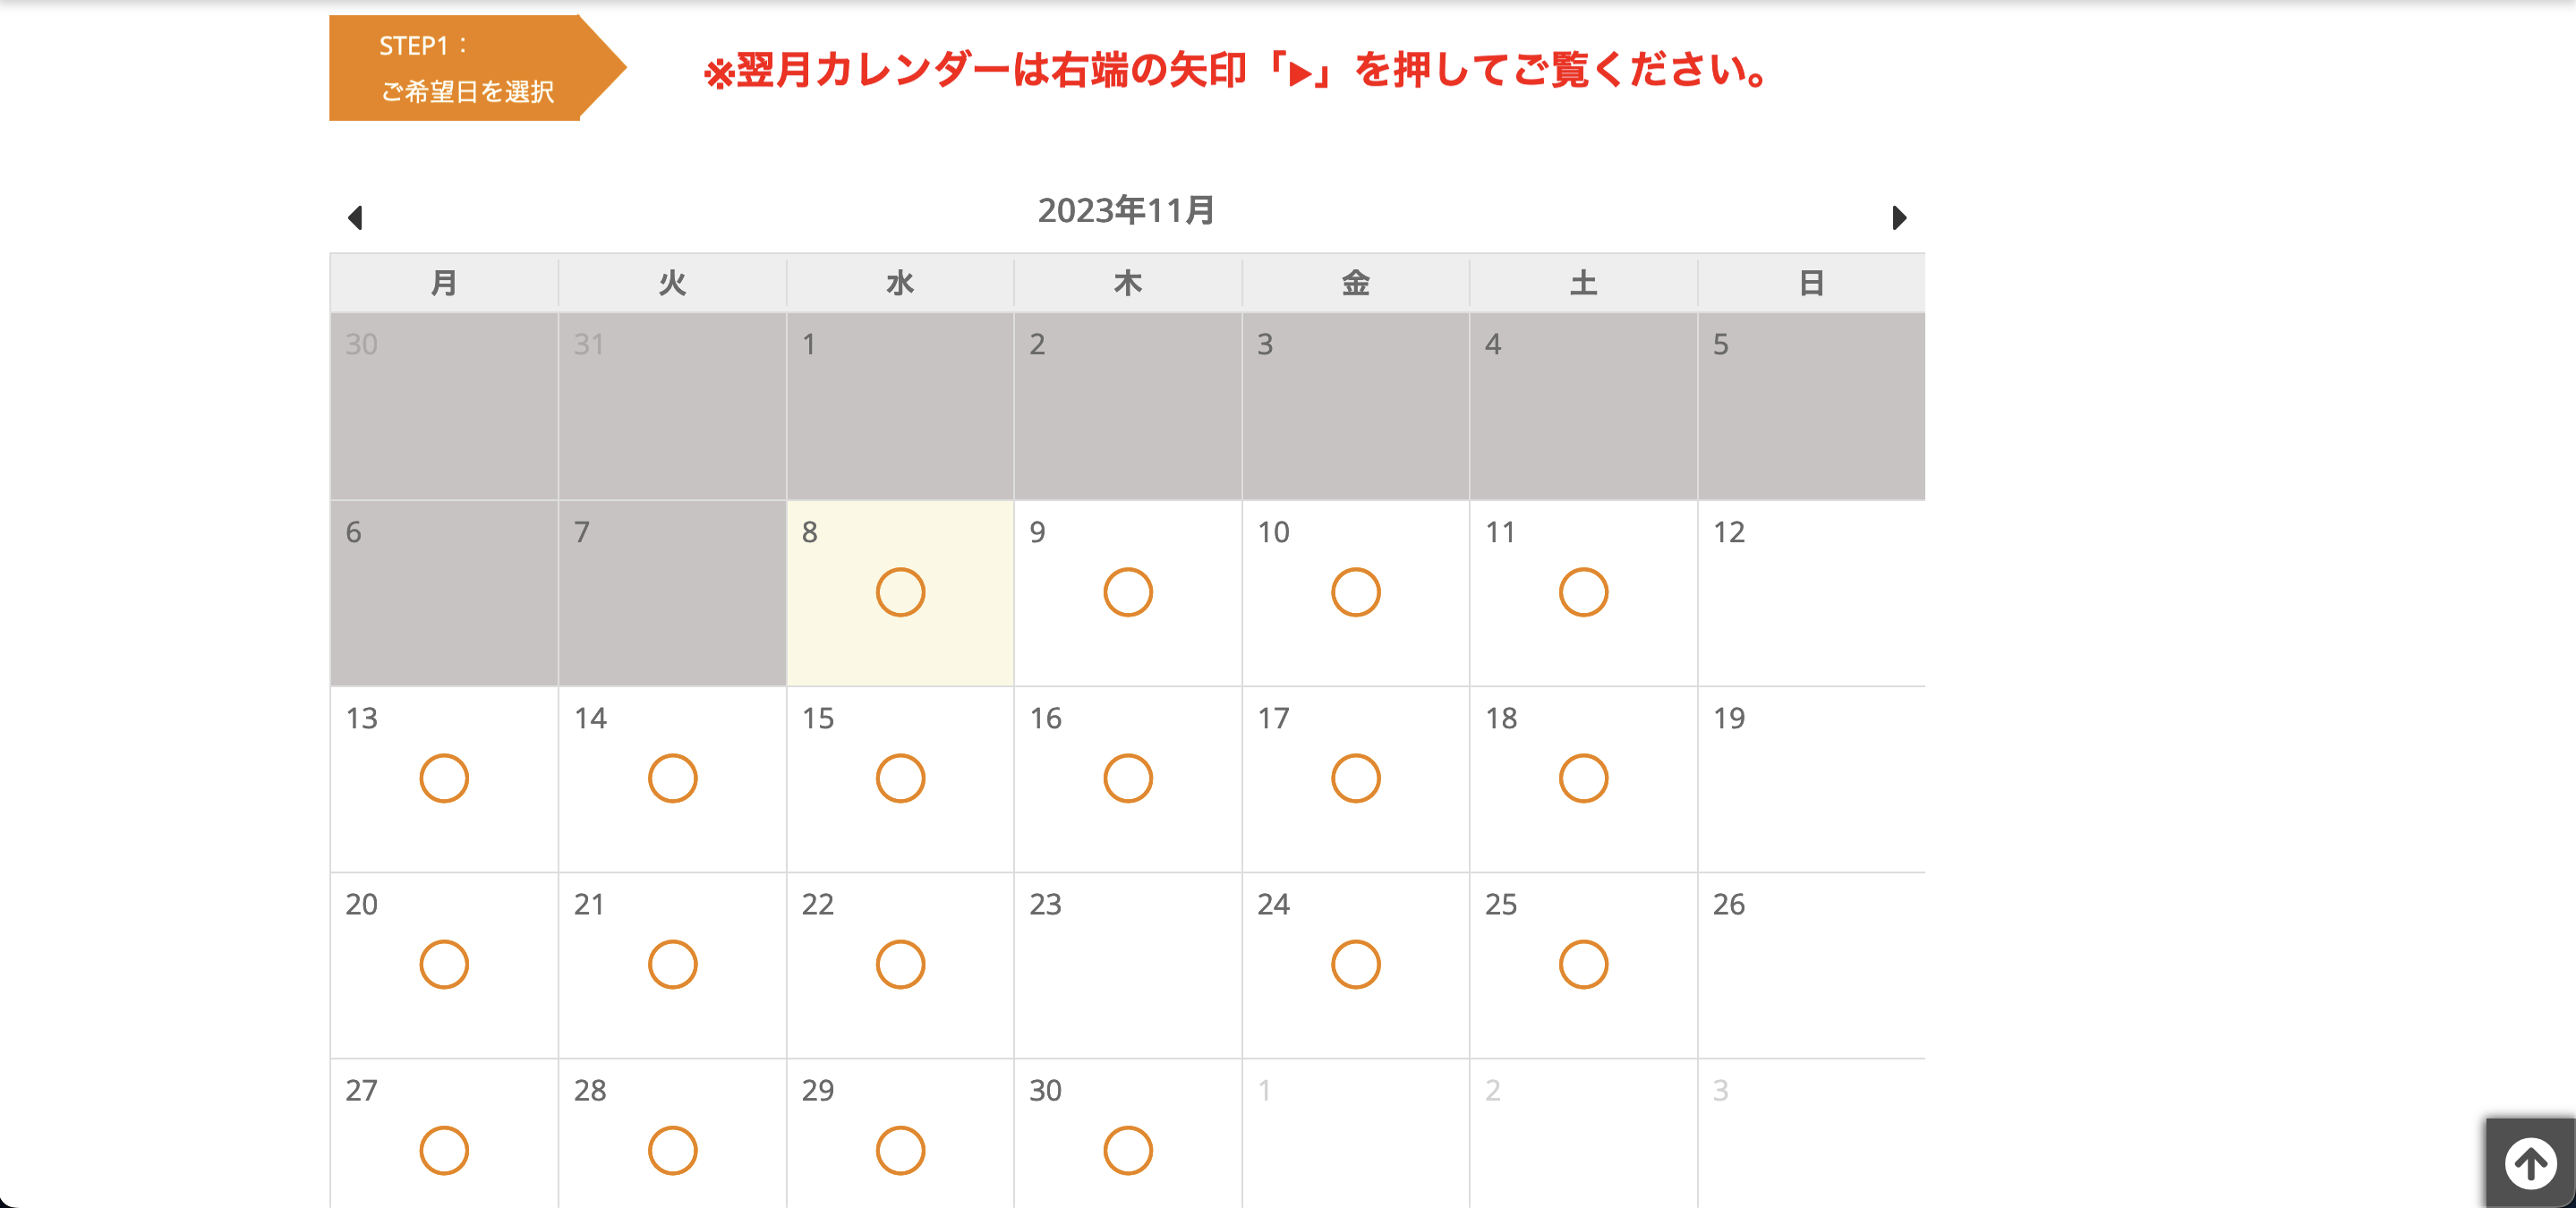 STEP1：
ご希望日を選択
※翌月カレンダーは右端の矢印「▶」を押してご覧ください。
2023年11月
月 火 水 木 金 土 日
30 31 1 2 3 4 5
6 7 8 9 10 11 12
13 14 15 16 17 18 19
20 21 22 23 24 25 26
27 28 29 30 1 2 3